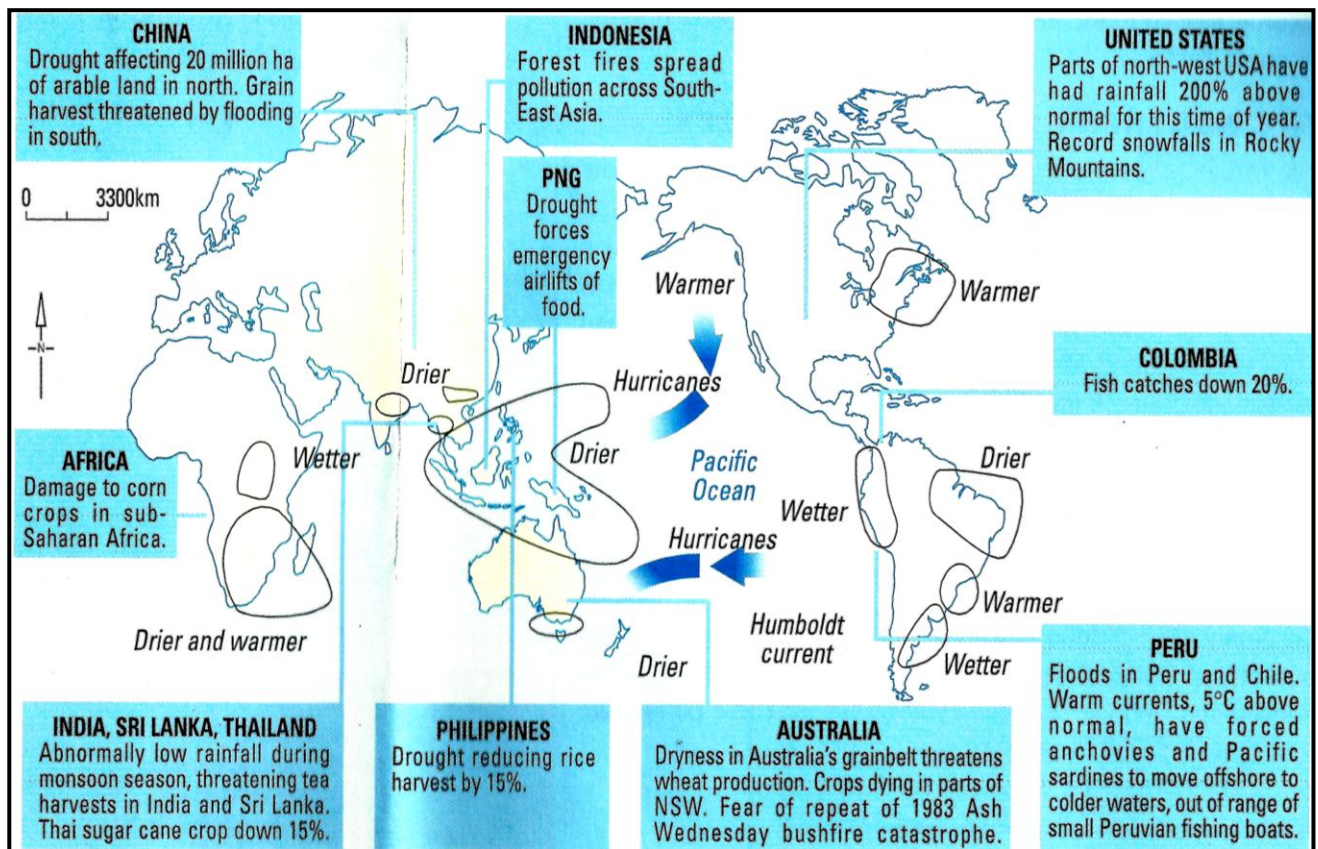 CHINA
Drought affecting 20 million ha
of arable land in north. Grain
harvest threatened by flooding
in south.
INDONESIA
Forest fires spread
pollution across South-
East Asia.
UNITED STATES
Parts of north-west USA have
had rainfall 200% above
normal for this time of year.
Record snowfalls in Rocky
Mountains.
PNG
Drought
forces
emergency
airlifts of
food.
0 3300km
N
Warmer
Warmer
COLOMBIA
Fish catches down 20%.
Drier
Hurricanes
AFRICA
Damage to corn
crops in sub-
Saharan Africa.
Wetter
Drier
Pacific
Ocean
Drier
Wetter
Hurricanes
Drier and warmer
Humboldt
current
Drier
Warmer
Wetter
INDIA, SRI LANKA, THAILAND
Abnormally low rainfall during
monsoon season, threatening tea
harvests in India and Sri Lanka.
Thai sugar cane crop down 15%.
PHILIPPINES
Drought reducing rice
harvest by 15%.
AUSTRALIA
Dryness in Australia's grainbelt threatens
wheat production. Crops dying in parts of
NSW. Fear of repeat of 1983 Ash
Wednesday bushfire catastrophe.
PERU
Floods in Peru and Chile.
Warm currents, 5°C above
normal, have forced
anchovies and Pacific
sardines to move offshore to
colder waters, out of range of
small Peruvian fishing boats.